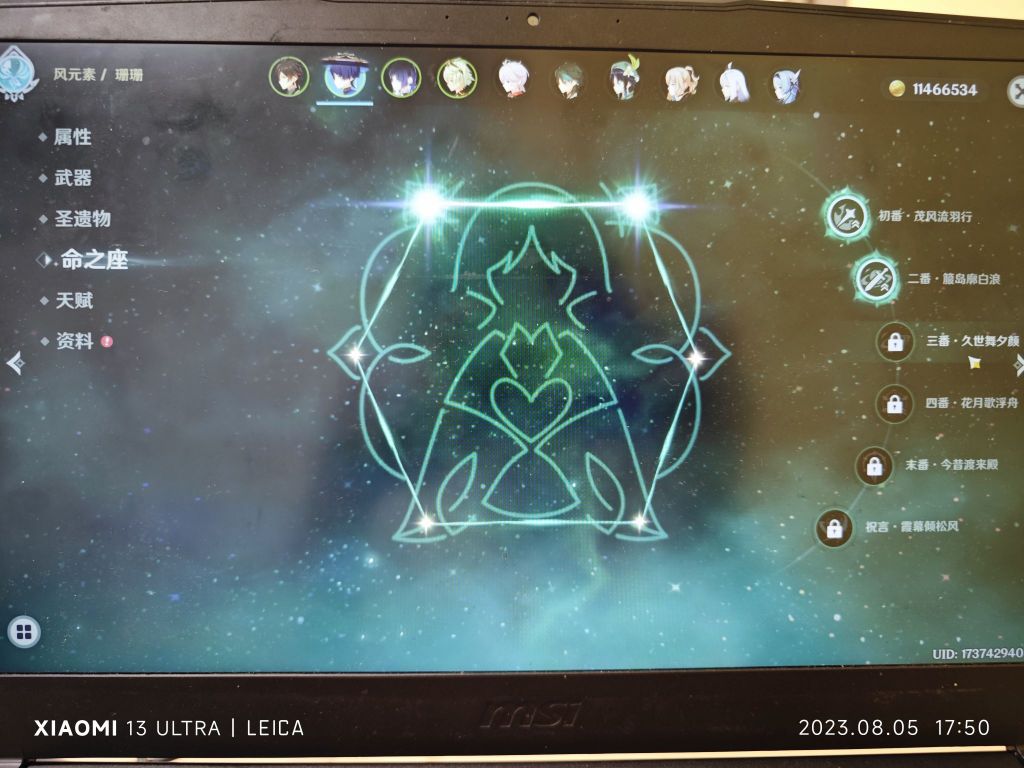 风元素 / 珊珊
11466534
属性
武器
圣遗物
命之座
天赋
资料
初番·茂风流羽行
二番·箙岛廓白浪
三番·久世舞夕颜
四番·花月歌浮舟
末番·今昔渡来殿
祝言·霞幕倾松风
UID: 173742940
msi
XIAOMI 13 ULTRA | LEICA
2023.08.05 17:50